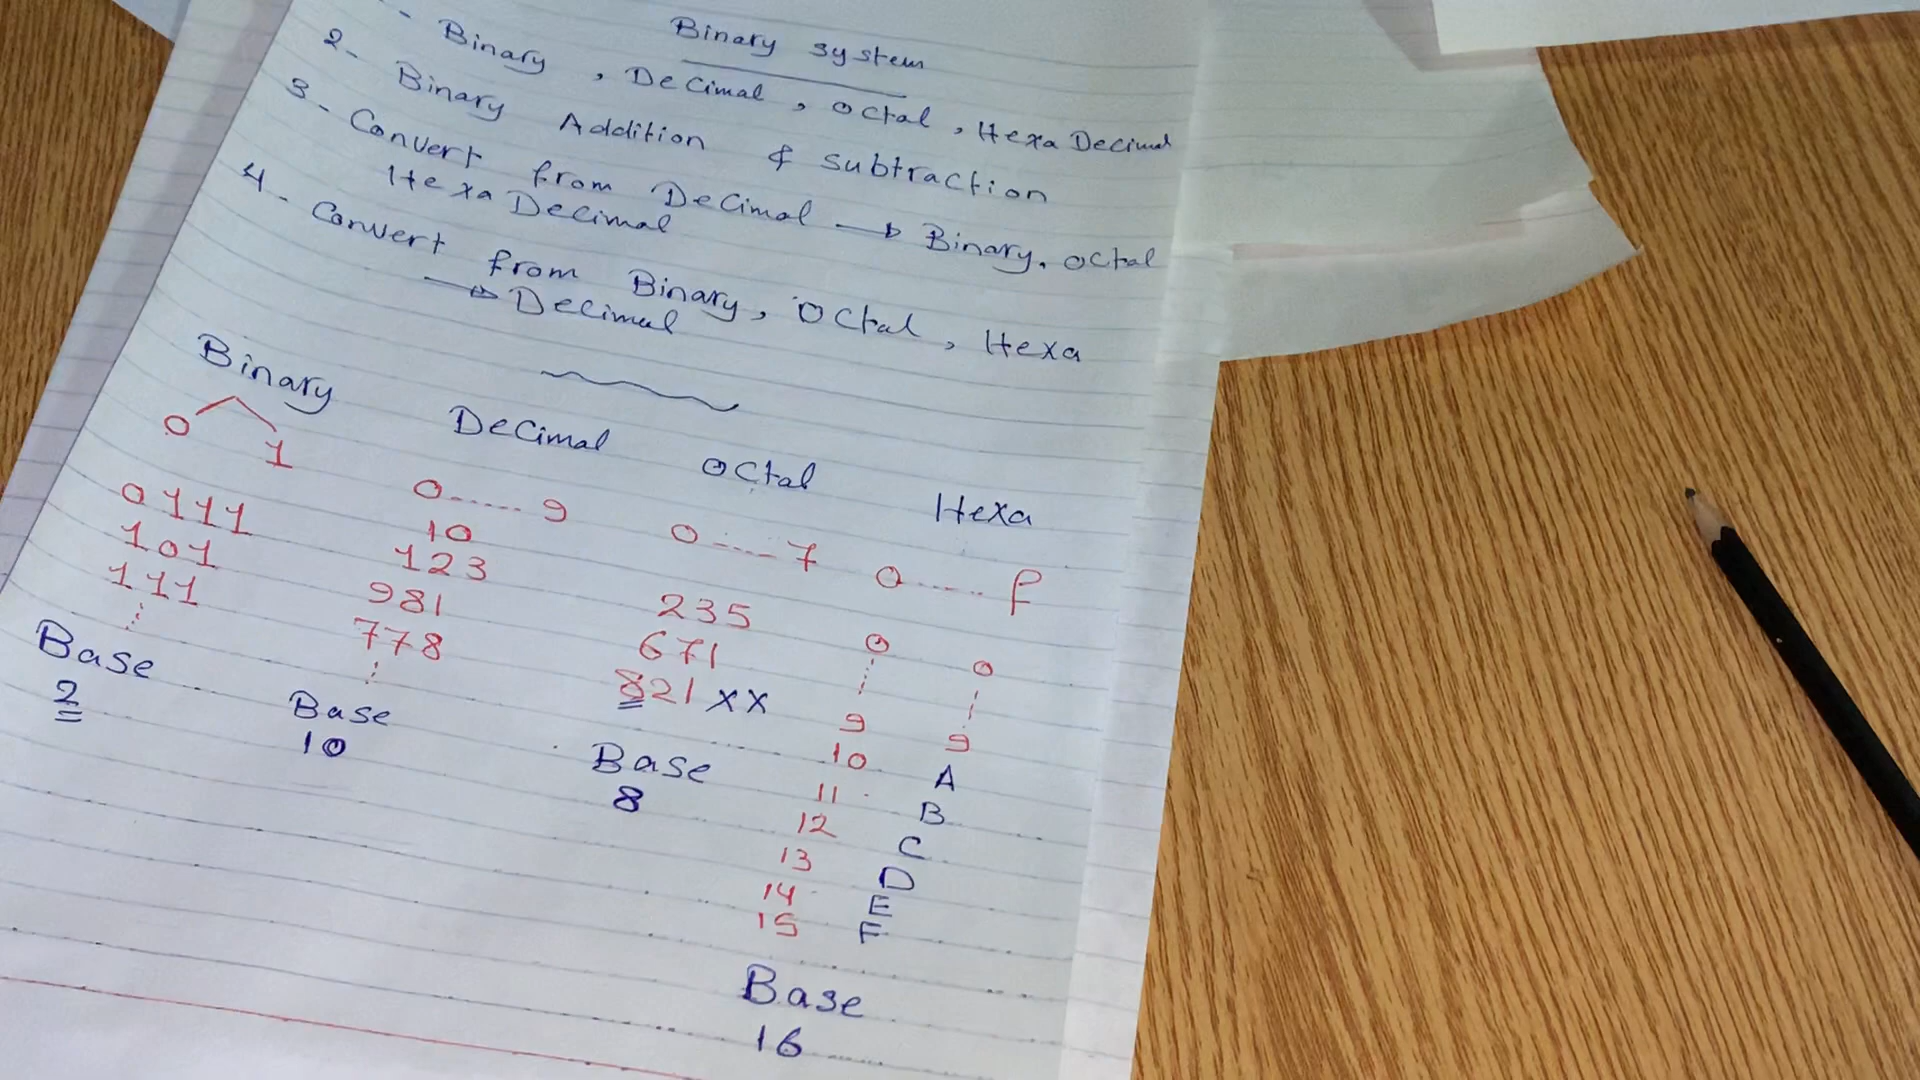 Binary system
- Binary, Decimal, Octal, Hexa Decimal
2- Binary Addition & subtraction
3- Convert from Decimal → Binary, octal
Hexa Decimal
4- Convert from Binary, Octal, Hexa
→ Decimal
Binary Decimal Octal Hexa
0 1
0.....9
0.....7
0.....F
0111
101
111
Base
2
10
123
981
778
Base
10
235
671
821 XX
Base
8
0 0
9 9
10 A
11 B
12 C
13 D
14 E
15 F
Base
16